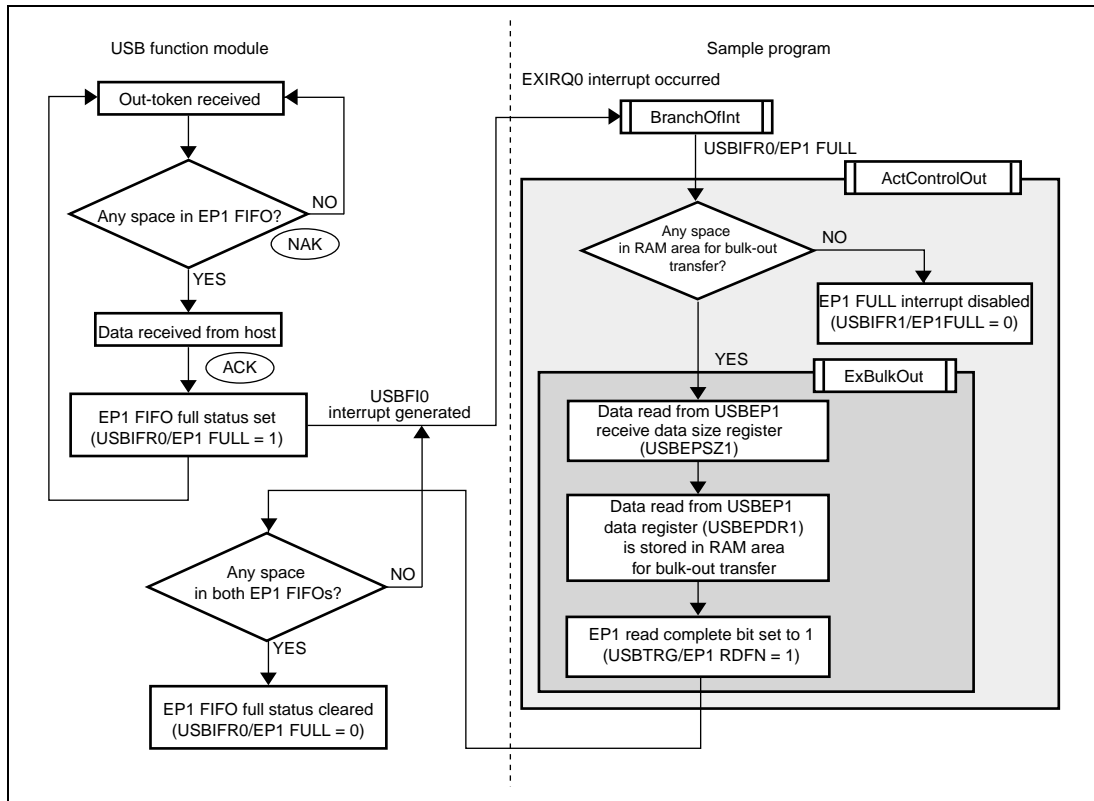 USB function module
Sample program
EXIRQ0 interrupt occurred
Out-token received
BranchOfInt
USBIFR0/EP1 FULL
ActControlOut
Any space in EP1 FIFO?
NO
NAK
YES
Any space
in RAM area for bulk-out
transfer?
NO
EP1 FULL interrupt disabled
(USBIFR1/EP1FULL = 0)
Data received from host
ACK
YES
ExBulkOut
USBFI0
interrupt generated
EP1 FIFO full status set
(USBIFR0/EP1 FULL = 1)
Data read from USBEP1
receive data size register
(USBEPSZ1)
Data read from USBEP1
data register (USBEPDR1)
is stored in RAM area
for bulk-out transfer
Any space
in both EP1 FIFOs?
NO
YES
EP1 read complete bit set to 1
(USBTRG/EP1 RDFN = 1)
EP1 FIFO full status cleared
(USBIFR0/EP1 FULL = 0)